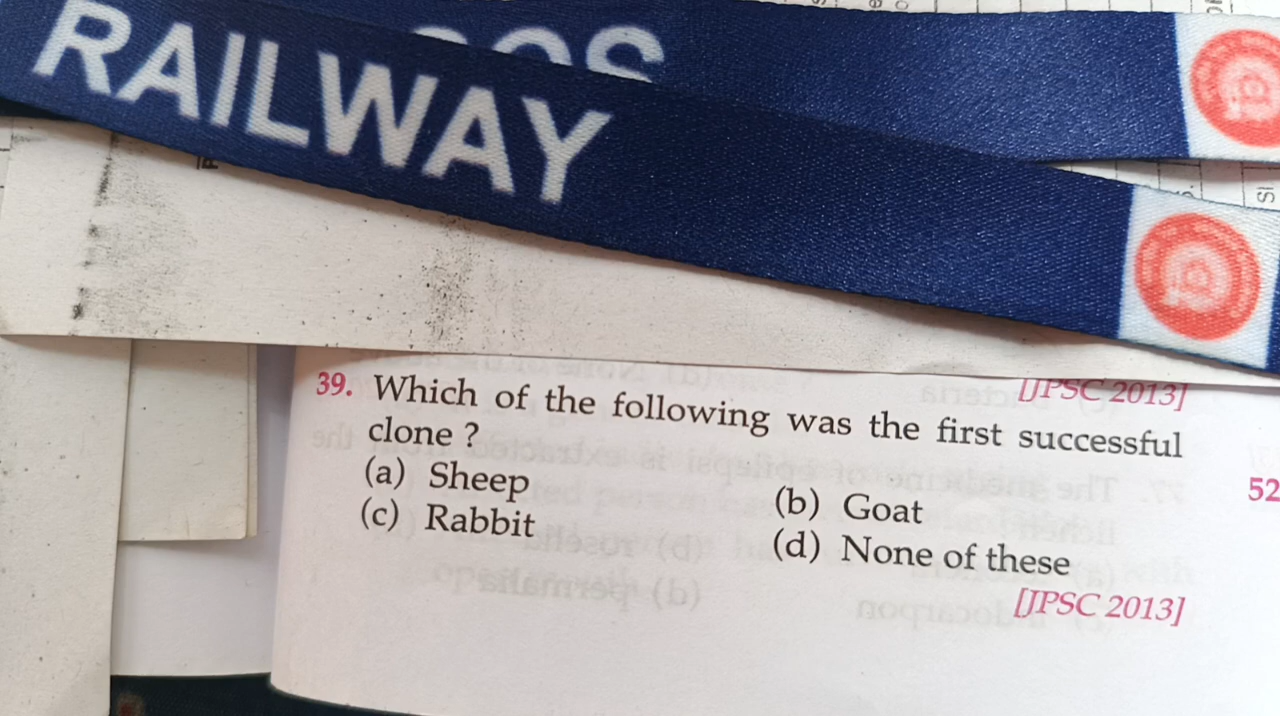 RAILWAY
[JPSC 2013]
39. Which of the following was the first successful
clone ?
(a) Sheep
(b) Goat
(c) Rabbit
(d) None of these
[JPSC 2013]
52